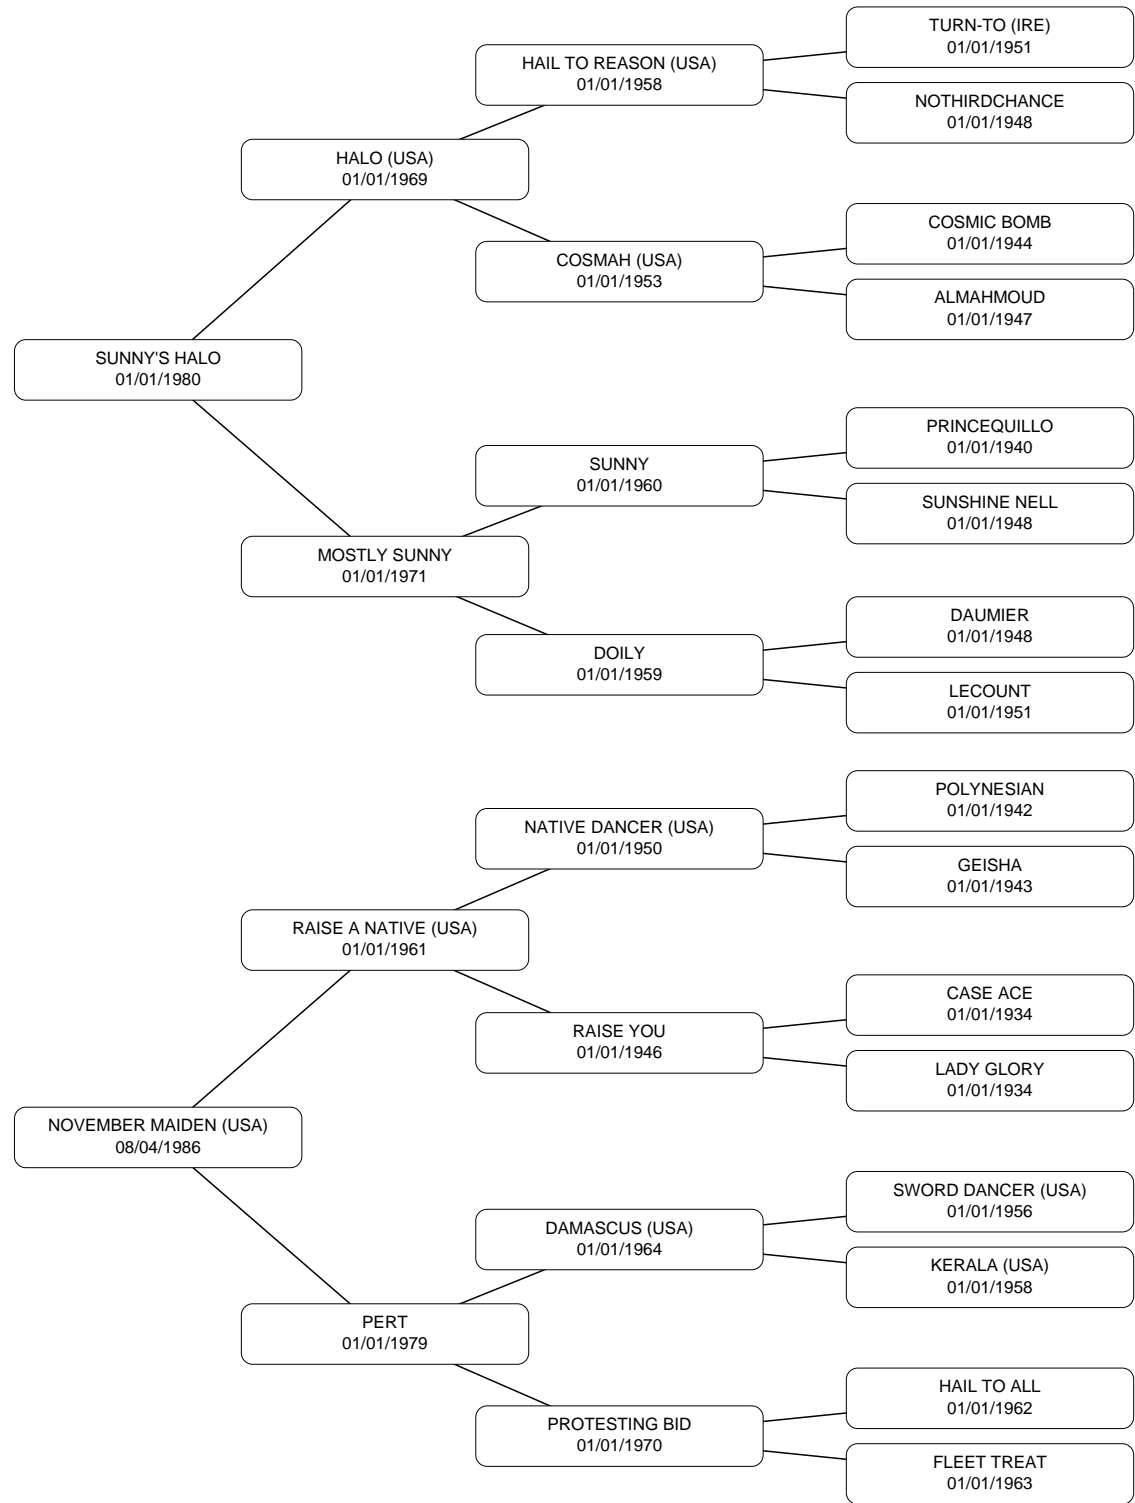 TURN-TO (IRE)
01/01/1951
HAIL TO REASON (USA)
01/01/1958
NOTHIRDCHANCE
01/01/1948
HALO (USA)
01/01/1969
COSMIC BOMB
01/01/1944
COSMAH (USA)
01/01/1953
ALMAHMOUD
01/01/1947
SUNNY'S HALO
01/01/1980
PRINCEQUILLO
01/01/1940
SUNNY
01/01/1960
SUNSHINE NELL
01/01/1948
MOSTLY SUNNY
01/01/1971
DAUMIER
01/01/1948
DOILY
01/01/1959
LECOUNT
01/01/1951
POLYNESIAN
01/01/1942
NATIVE DANCER (USA)
01/01/1950
GEISHA
01/01/1943
RAISE A NATIVE (USA)
01/01/1961
CASE ACE
01/01/1934
RAISE YOU
01/01/1946
LADY GLORY
01/01/1934
NOVEMBER MAIDEN (USA)
08/04/1986
SWORD DANCER (USA)
01/01/1956
DAMASCUS (USA)
01/01/1964
KERALA (USA)
01/01/1958
PERT
01/01/1979
HAIL TO ALL
01/01/1962
PROTESTING BID
01/01/1970
FLEET TREAT
01/01/1963